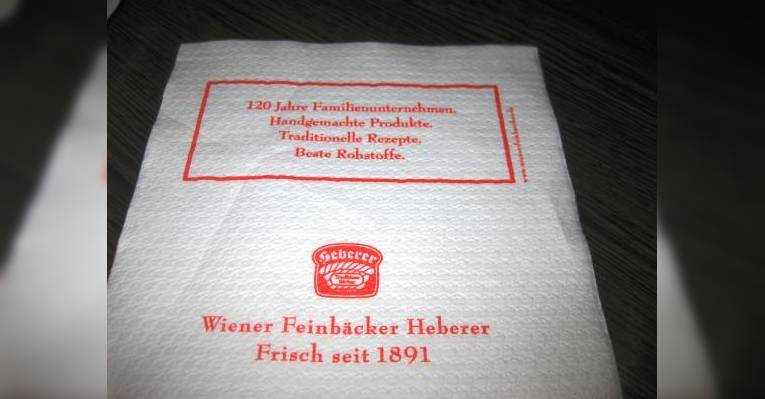 120 Jahre Familienunternehmen.
Handgemachte Produkte.
Traditionelle Rezepte.
Beste Rohstoffe.
Heberer
Wiener Feinbäcker Heberer
Frisch seit 1891